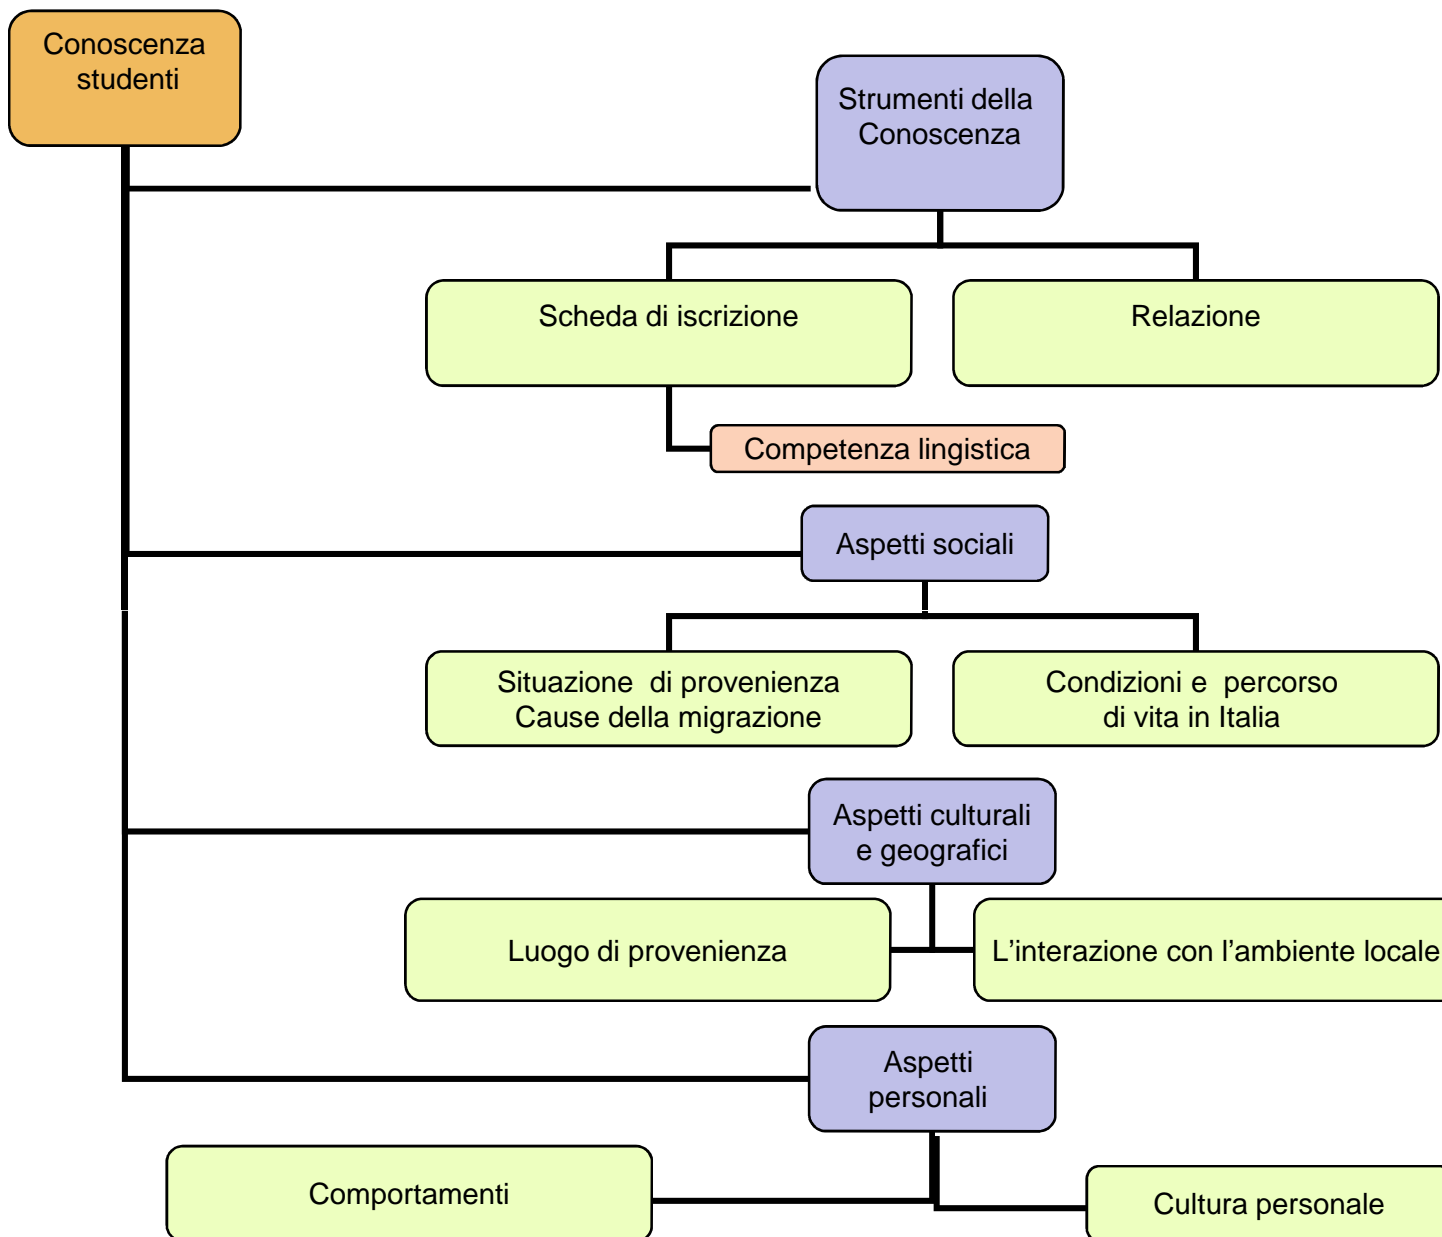 Conoscenza
studenti
Strumenti della
Conoscenza
Scheda di iscrizione
Relazione
Competenza lingistica
Aspetti sociali
Situazione di provenienza
Cause della migrazione
Condizioni e percorso
di vita in Italia
Aspetti culturali
e geografici
Luogo di provenienza
L’interazione con l’ambiente locale
Aspetti
personali
Comportamenti
Cultura personale